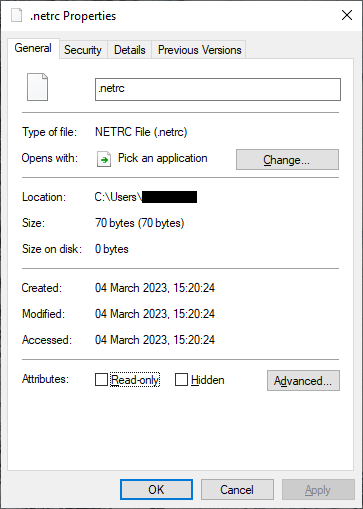 .netrc Properties
General Security Details Previous Versions
.netrc
Type of file: NETRC File (.netrc)
Opens with: Pick an application Change...
Location: C:\Users\
Size: 70 bytes (70 bytes)
Size on disk: 0 bytes
Created: 04 March 2023, 15:20:24
Modified: 04 March 2023, 15:20:24
Accessed: 04 March 2023, 15:20:24
Attributes: Read-only Hidden Advanced...
OK Cancel Apply